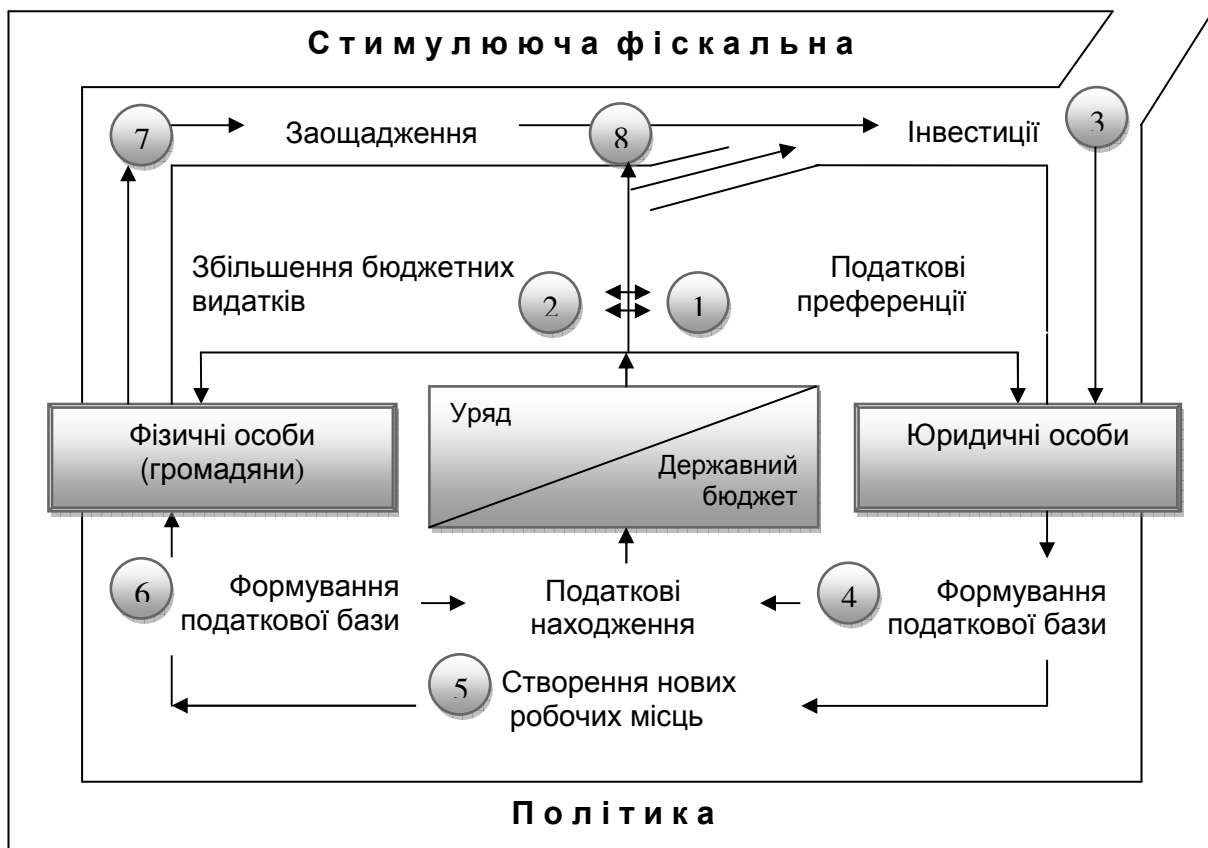 Стимулююча фіскальна
7
Заощадження
8
Інвестиції
3
Збільшення бюджетних
видатків
2
1
Податкові
преференції
Фізичні особи
(громадяни)
Уряд
Державний
бюджет
Юридичні особи
6
Формування
податкової бази
Податкові
находження
4
Формування
податкової бази
5
Створення нових
робочих місць
Політика